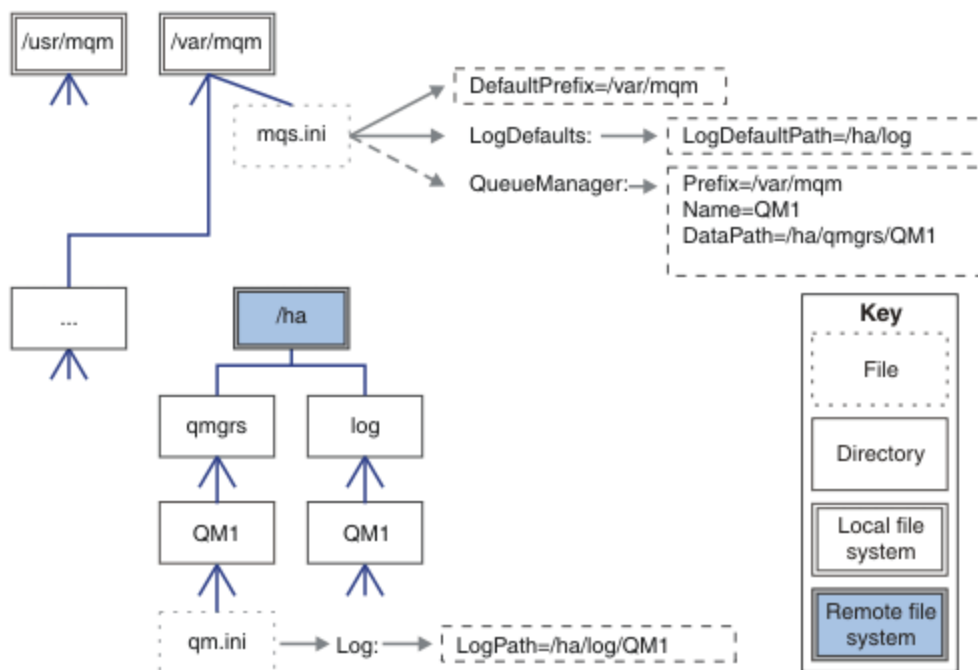 /usr/mqm
/var/mqm
mqs.ini
DefaultPrefix=/var/mqm
LogDefaults:
LogDefaultPath=/ha/log
QueueManager:
Prefix=/var/mqm
Name=QM1
DataPath=/ha/qmgrs/QM1
...
/ha
qmgrs
log
QM1
QM1
qm.ini
Log:
LogPath=/ha/log/QM1
Key
File
Directory
Local file
system
Remote file
system